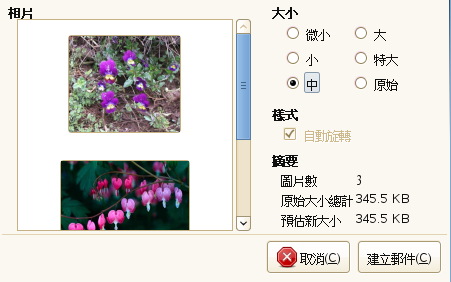 相片
大小
微小 大
小 特大
中 原始
樣式
自動旋轉
摘要
圖片數 3
原始大小總計 345.5 KB
預估新大小 345.5 KB
取消(C) 建立郵件(C)